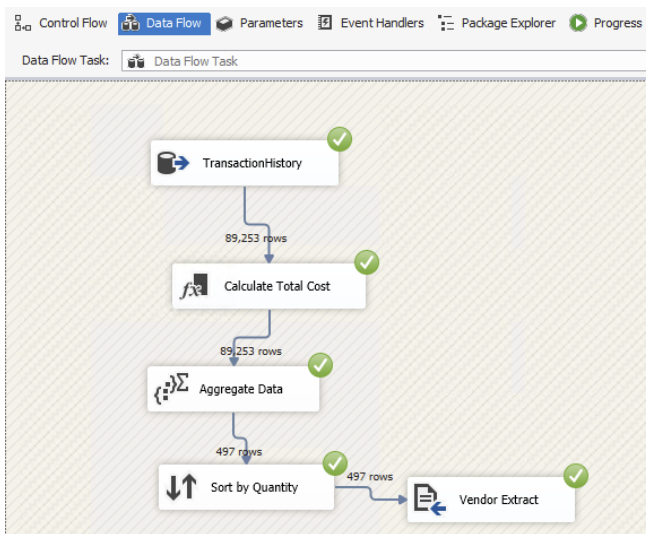 Control Flow Data Flow Parameters Event Handlers Package Explorer Progress
Data Flow Task: Data Flow Task
TransactionHistory
89,253 rows
fx Calculate Total Cost
89,253 rows
Aggregate Data
497 rows
Sort by Quantity
497 rows
Vendor Extract